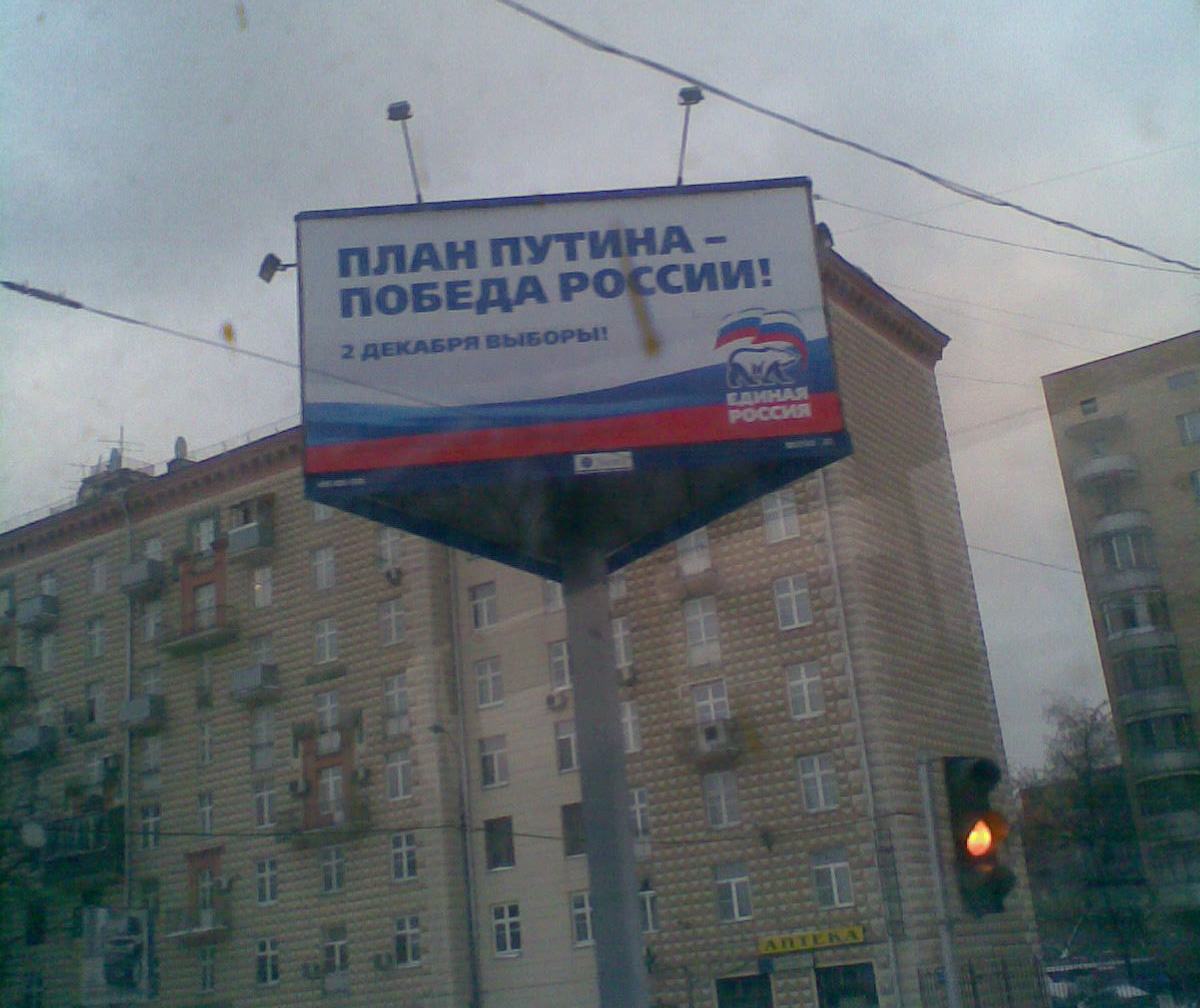 ПЛАН ПУТИНА –
ПОБЕДА РОССИИ!
2 ДЕКАБРЯ ВЫБОРЫ!
ЕДИНАЯ
РОССИЯ
АПТЕКА